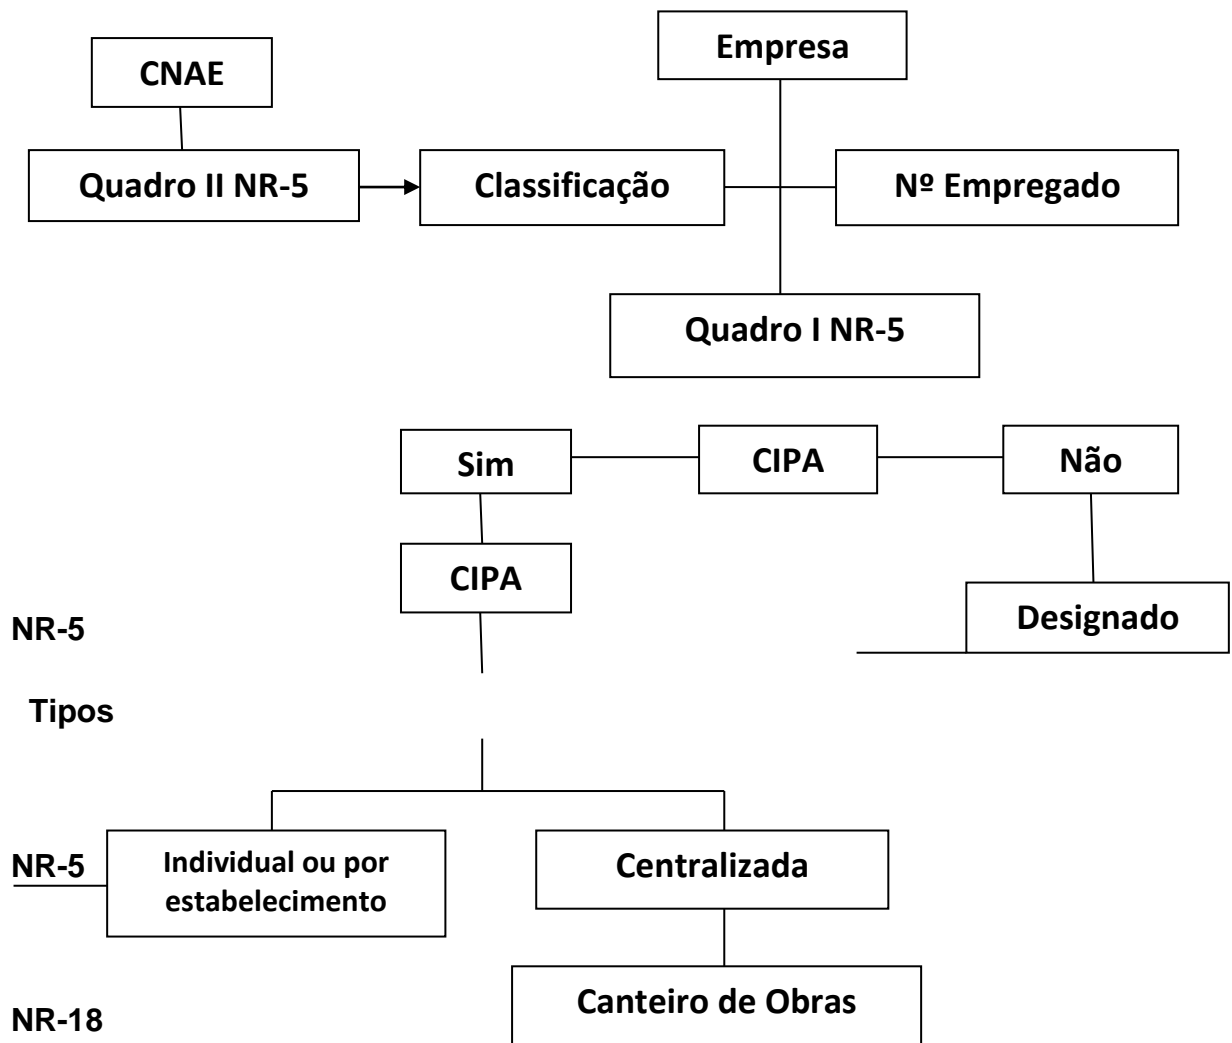 Empresa
CNAE
Quadro II NR-5
Classificação
Nº Empregado
Quadro I NR-5
Sim
CIPA
Não
CIPA
Designado
NR-5
Tipos
NR-5
Individual ou por
estabelecimento
Centralizada
Canteiro de Obras
NR-18